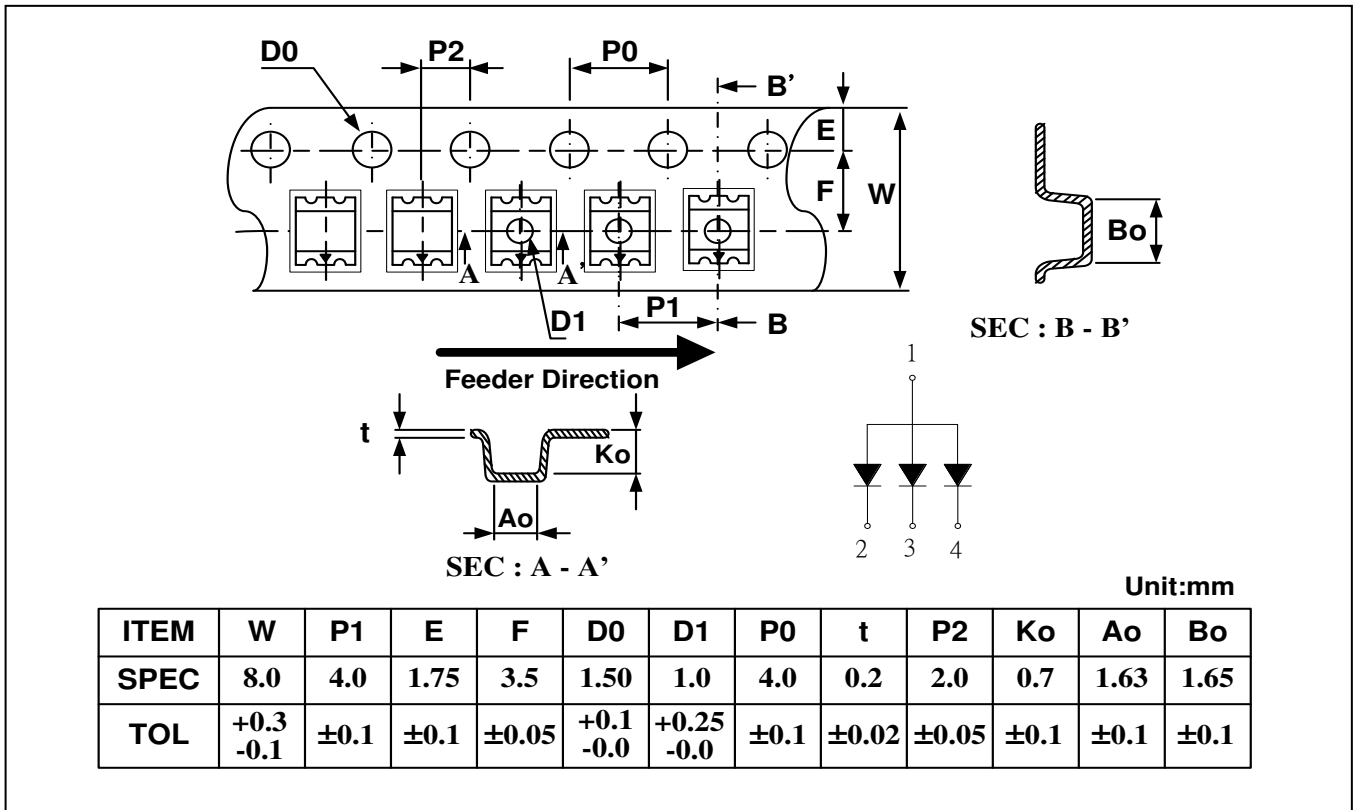 D0 P2 P0
B’
E
F W
Bo
A A’
P1
D1 B
SEC : B - B’
Feeder Direction
1
t
Ko
Ao
2 3 4
SEC : A - A’
Unit:mm
ITEM W P1 E F D0 D1 P0 t P2 Ko Ao Bo
SPEC 8.0 4.0 1.75 3.5 1.50 1.0 4.0 0.2 2.0 0.7 1.63 1.65
TOL +0.3 -0.1 ±0.1 ±0.1 ±0.05 +0.1 -0.0 +0.25 -0.0 ±0.1 ±0.02 ±0.05 ±0.1 ±0.1 ±0.1